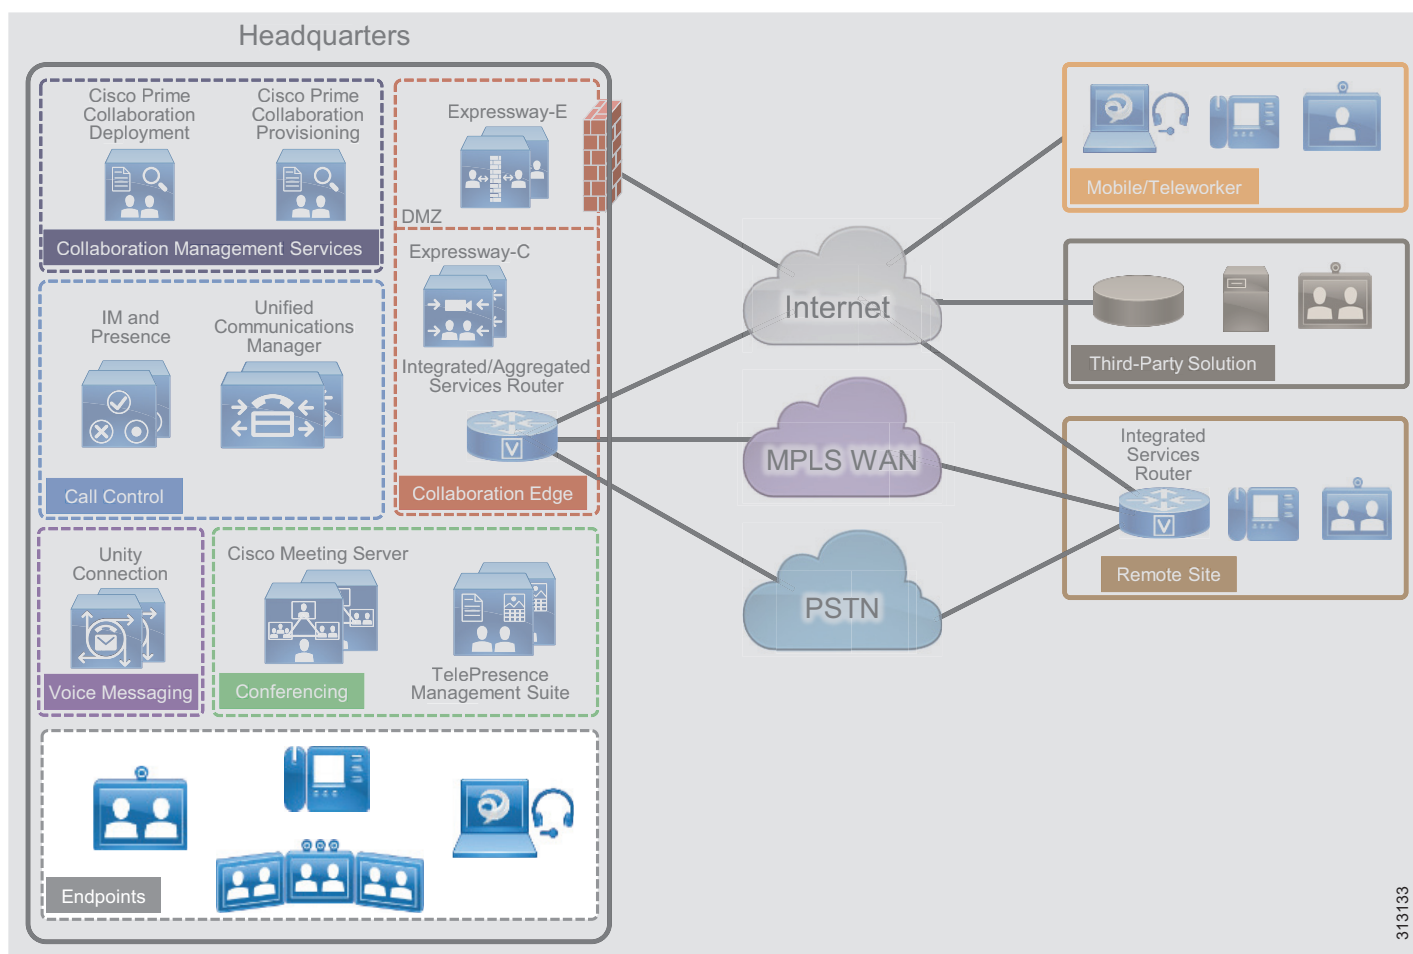 Headquarters
Cisco Prime
Collaboration
Deployment
Cisco Prime
Collaboration
Provisioning
Collaboration Management Services
Expressway-E
DMZ
Expressway-C
Integrated/Aggregated
Services Router
V
Collaboration Edge
IM and
Presence
Unified
Communications
Manager
Call Control
Unity
Connection
Voice Messaging
Cisco Meeting Server
TelePresence
Management Suite
Conferencing
Endpoints
Internet
MPLS WAN
PSTN
Mobile/Teleworker
Third-Party Solution
Integrated
Services
Router
V
Remote Site
313133